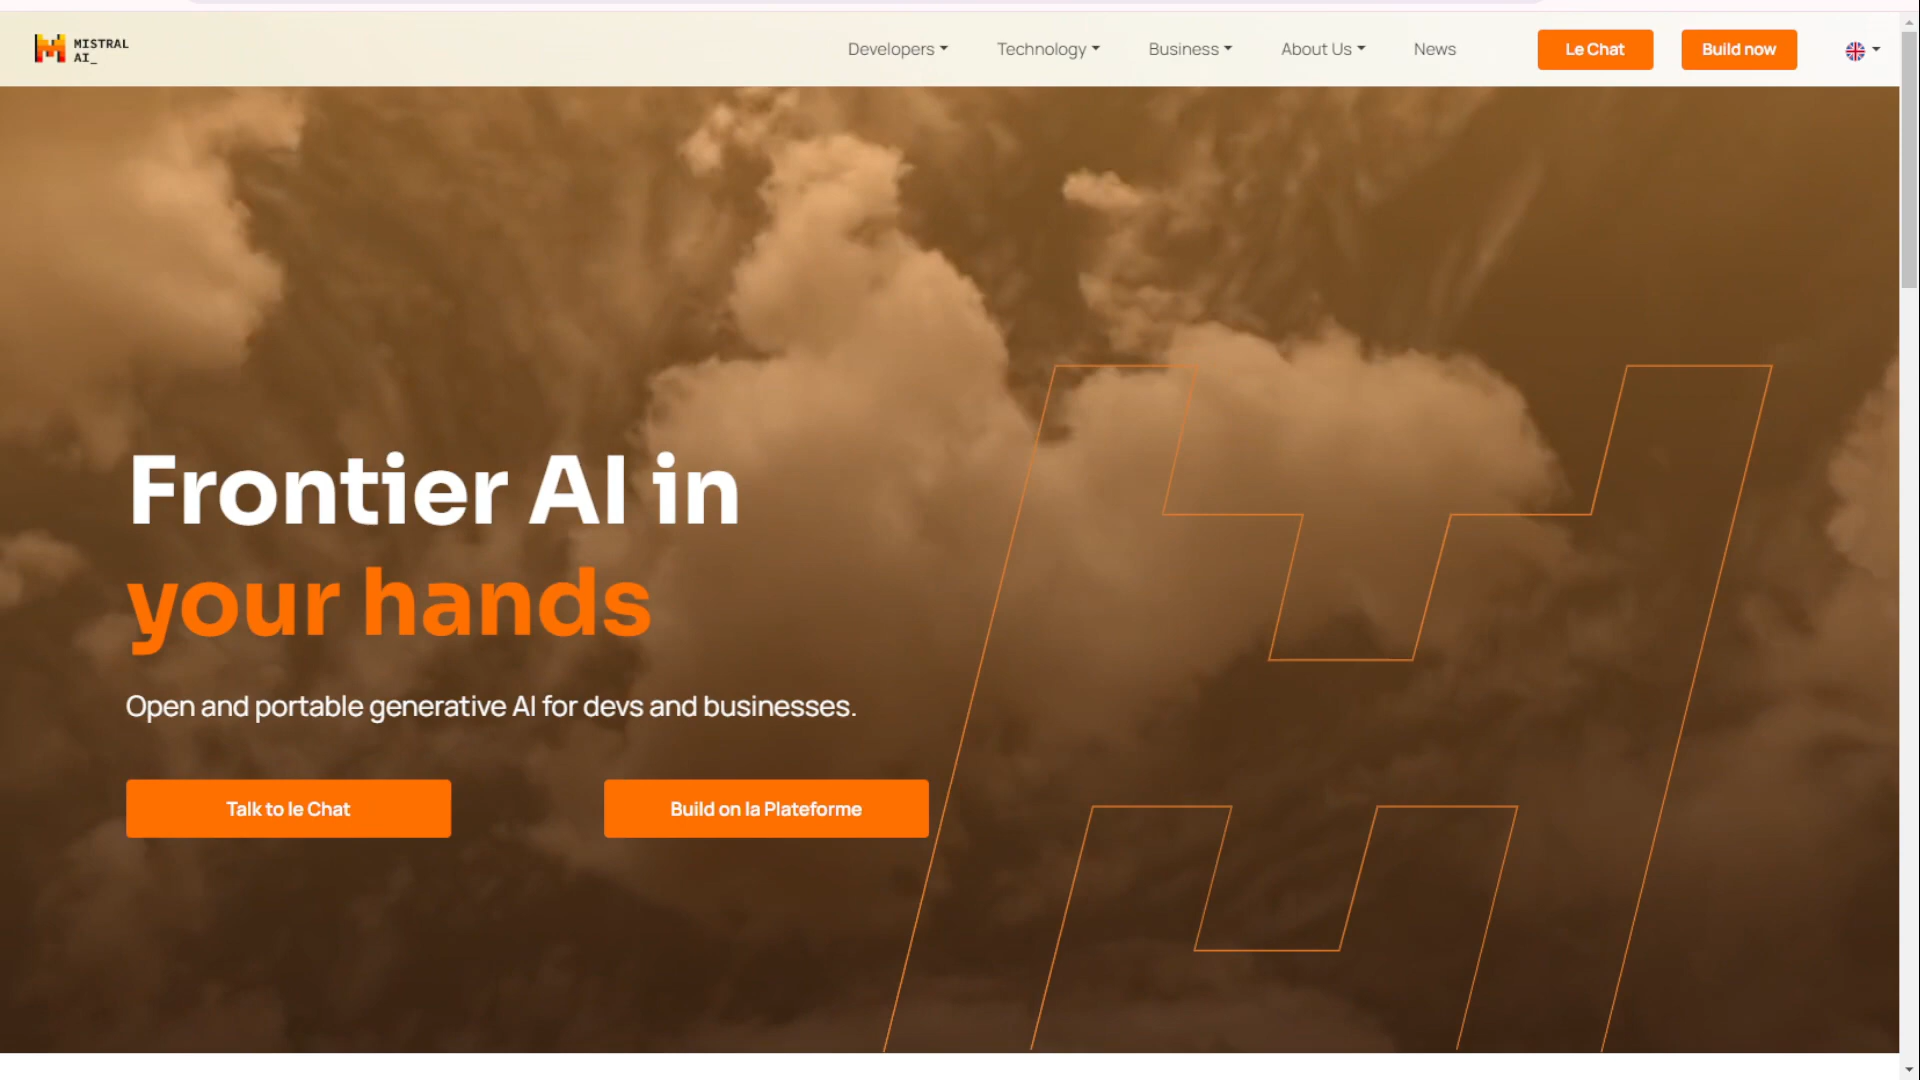 MISTRAL
AI_
Developers
Technology
Business
About Us
News
Le Chat
Build now
Frontier AI in
your hands
Open and portable generative AI for devs and businesses.
Talk to le Chat
Build on la Plateforme